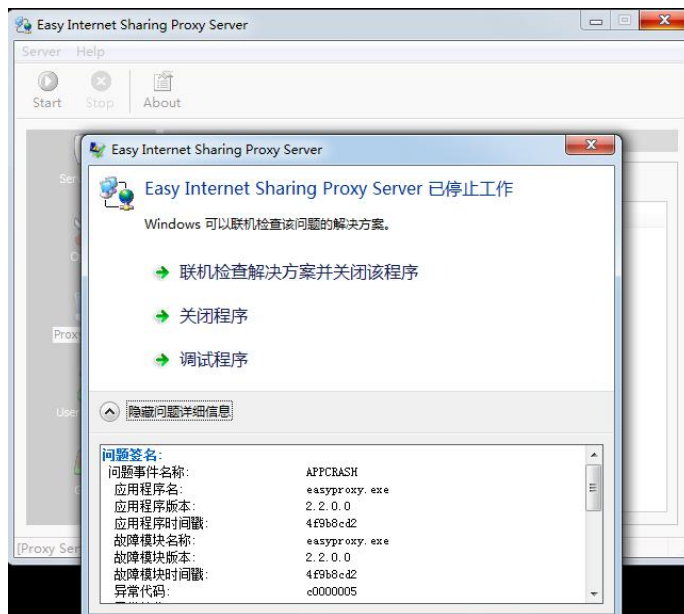 Easy Internet Sharing Proxy Server
Server Help
Start Stop About
Easy Internet Sharing Proxy Server
Easy Internet Sharing Proxy Server 已停止工作
Windows 可以联机检查该问题的解决方案。
联机检查解决方案并关闭该程序
关闭程序
调试程序
隐藏问题详细信息
问题签名:
问题事件名称: APPCRASH
应用程序名: easyproxy.exe
应用程序版本: 2.2.0.0
应用程序时间戳: 4f9b8cd2
故障模块名称: easyproxy.exe
故障模块版本: 2.2.0.0
故障模块时间戳: 4f9b8cd2
异常代码: c0000005
[Proxy Ser